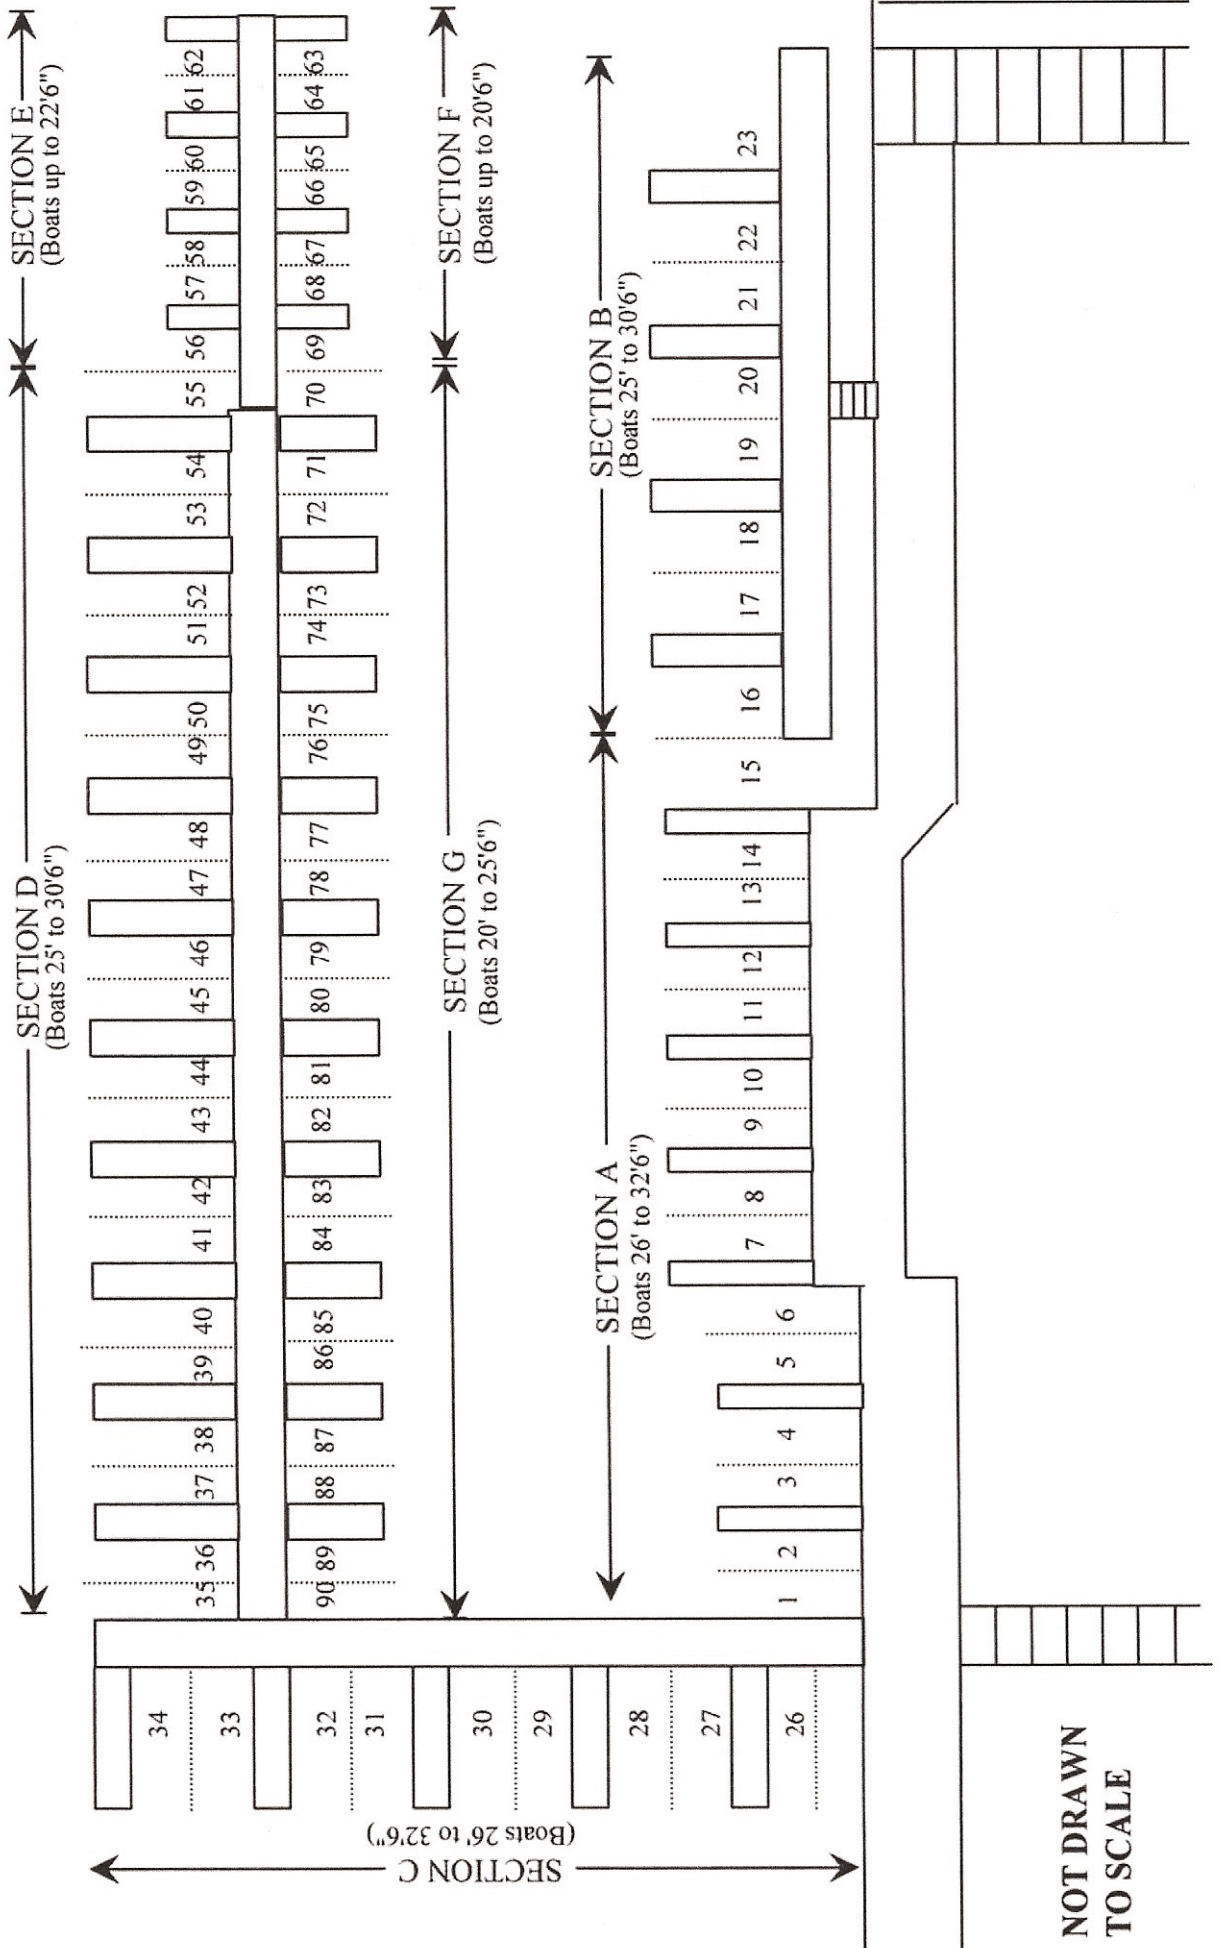 SECTION D
(Boats 25' to 30'6")
SECTION E
(Boats up to 22'6")
35 36 37 38 39 40 41 42 43 44 45 46 47 48 49 50 51 52 53 54 55 56 57 58 59 60 61 62
90 89 88 87 86 85 84 83 82 81 80 79 78 77 76 75 74 73 72 71 70 69 68 67 66 65 64 63
SECTION G
(Boats 20' to 25'6")
SECTION F
(Boats up to 20'6")
SECTION A
(Boats 26' to 32'6")
SECTION B
(Boats 25' to 30'6")
1 2 3 4 5 6 7 8 9 10 11 12 13 14 15 16 17 18 19 20 21 22 23
SECTION C
(Boats 26' to 32'6")
34 33 32 31 30 29 28 27 26
NOT DRAWN
TO SCALE